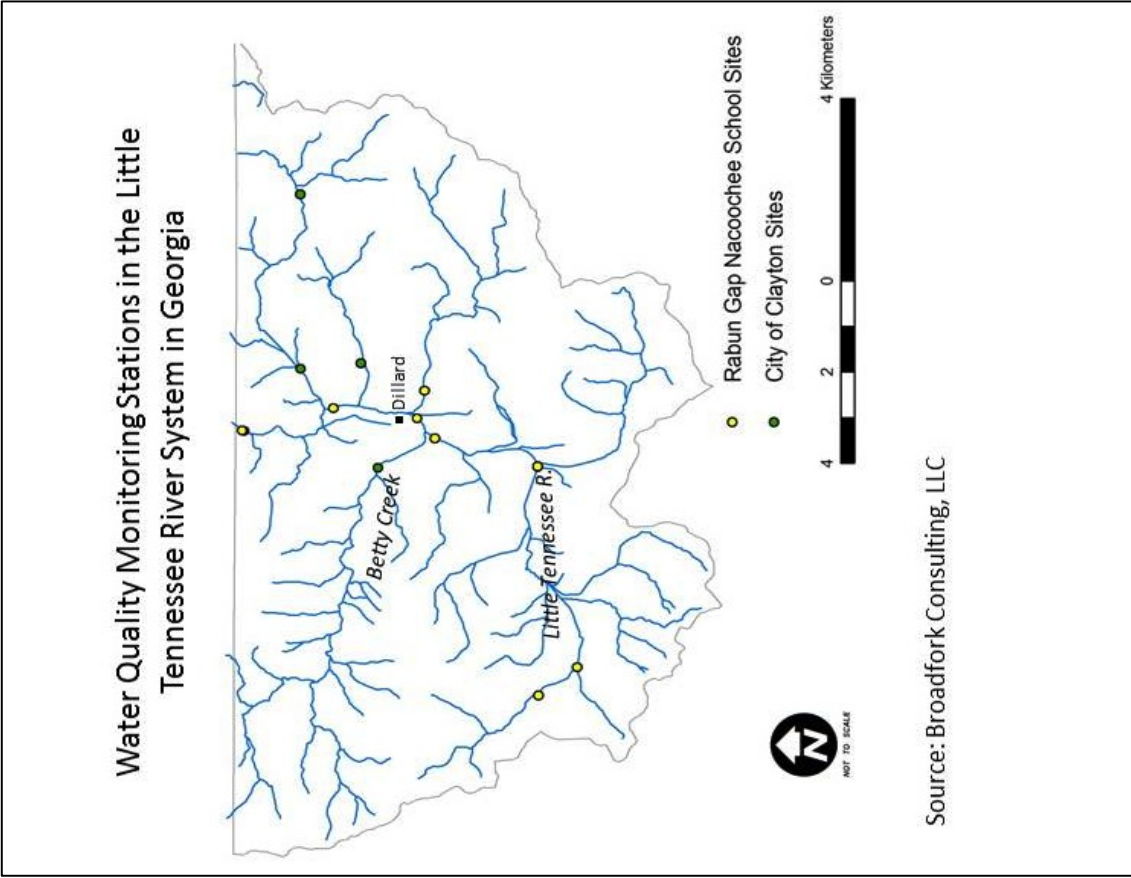 Water Quality Monitoring Stations in the Little
Tennessee River System in Georgia
Dillard
Betty Creek
Little Tennessee R.
Rabun Gap Nacoochee School Sites
City of Clayton Sites
4 2 0 4 Kilometers
N
NOT TO SCALE
Source: Broadfork Consulting, LLC